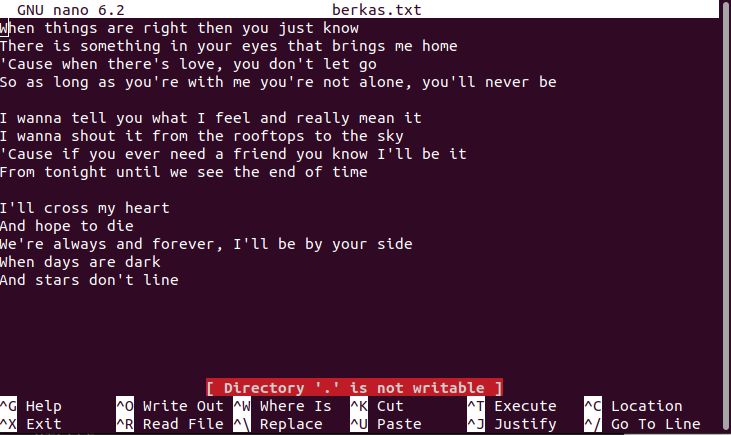 GNU nano 6.2 berkas.txt
When things are right then you just know
There is something in your eyes that brings me home
'Cause when there's love, you don't let go
So as long as you're with me you're not alone, you'll never be
I wanna tell you what I feel and really mean it
I wanna shout it from the rooftops to the sky
'Cause if you ever need a friend you know I'll be it
From tonight until we see the end of time
I'll cross my heart
And hope to die
We're always and forever, I'll be by your side
When days are dark
And stars don't line
[ Directory '.' is not writable ]
^G Help ^O Write Out ^W Where Is ^K Cut ^T Execute ^C Location
^X Exit ^R Read File ^\ Replace ^U Paste ^J Justify ^/ Go To Line